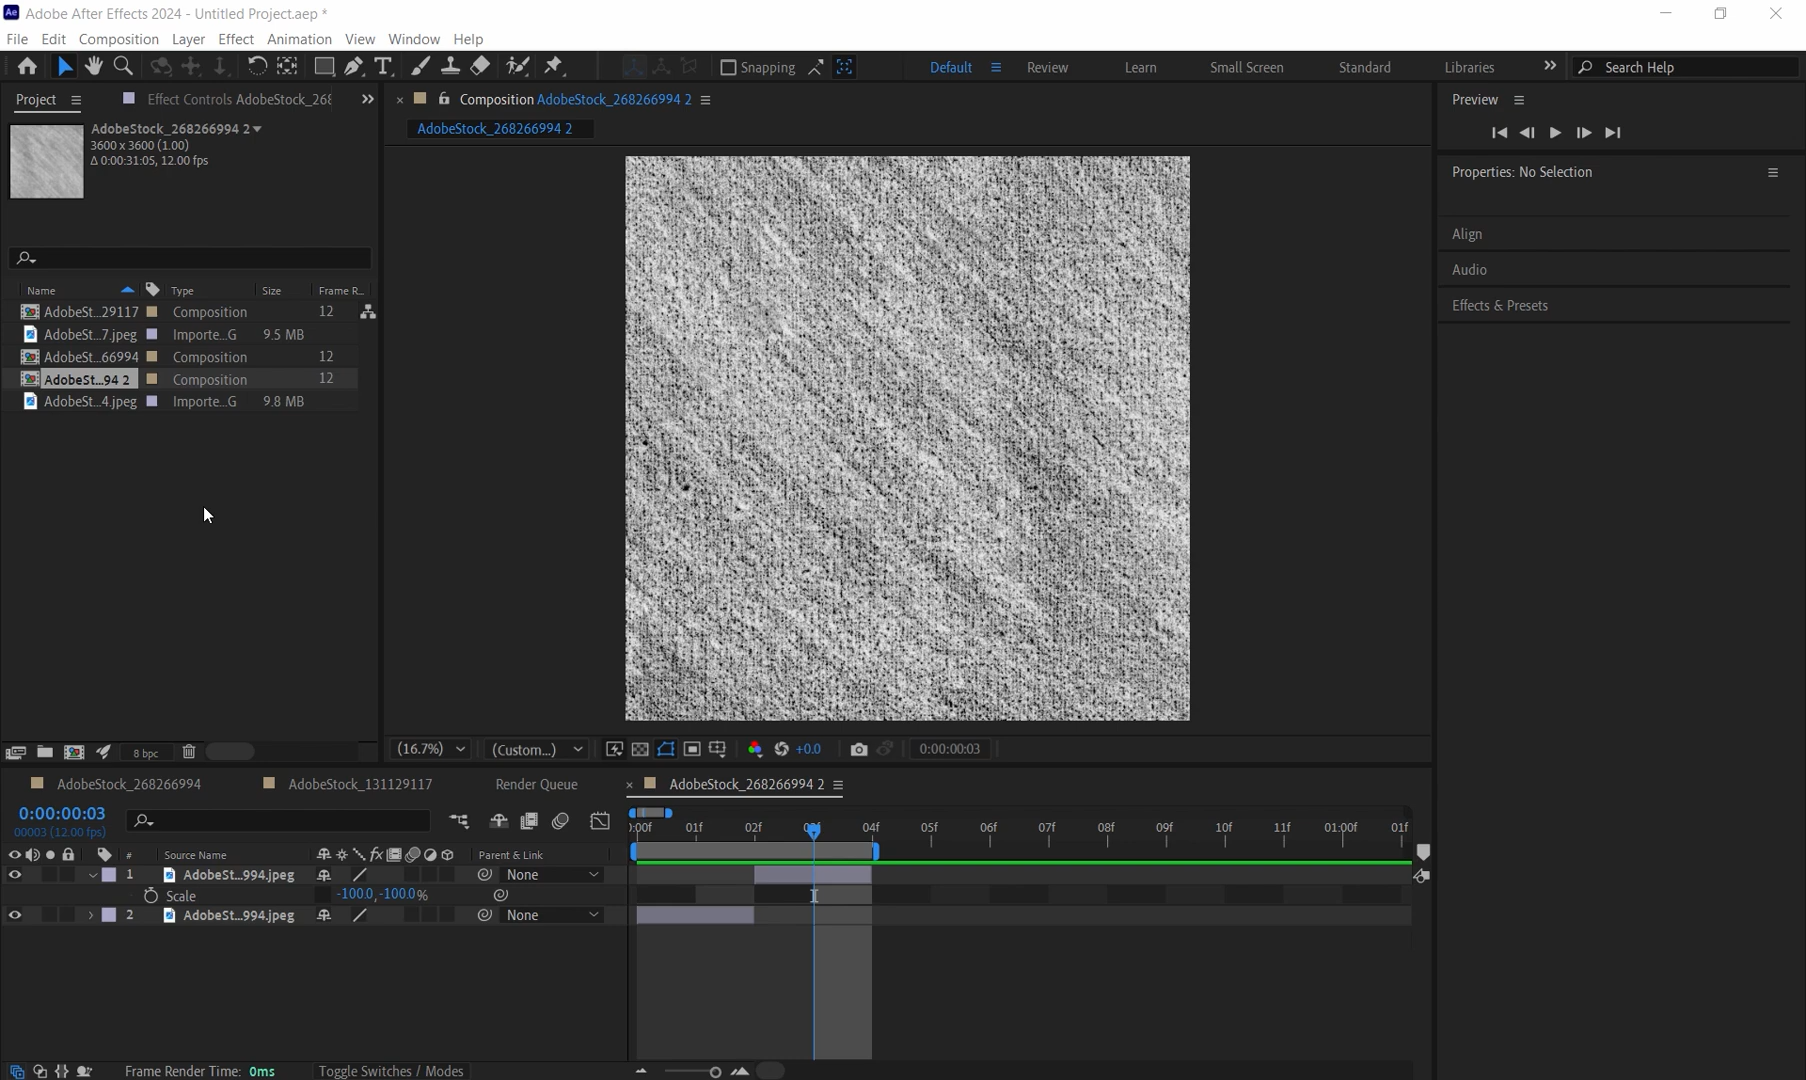 Adobe After Effects 2024 - Untitled Project.aep *
File Edit Composition Layer Effect Animation View Window Help
Snapping Default Review Learn Small Screen Standard Libraries Search Help
Project Effect Controls AdobeStock_268
Composition AdobeStock_268266994 2
AdobeStock_268266994 2
Preview
AdobeStock_268266994 2
3600 x 3600 (1.00)
Δ 0:00:31:05, 12.00 fps
Properties: No Selection
Align
Audio
Effects & Presets
Name Type Size Frame R...
AdobeSt...29117 Composition 12
AdobeSt...7.jpeg Importe...G 9.5 MB
AdobeSt...66994 Composition 12
AdobeSt...94 2 Composition 12
AdobeSt...4.jpeg Importe...G 9.8 MB
8 bpc
(16.7%) (Custom...) +0.0 0:00:00:03
AdobeStock_268266994 AdobeStock_131129117 Render Queue AdobeStock_268266994 2
0:00:00:03
00003 (12.00 fps)
:00f 01f 02f 04f 05f 06f 07f 08f 09f 10f 11f 01:00f 01f
# Source Name fx Parent & Link
1 AdobeSt...994.jpeg None
Scale -100.0,-100.0%
2 AdobeSt...994.jpeg None
Frame Render Time: 0ms Toggle Switches / Modes